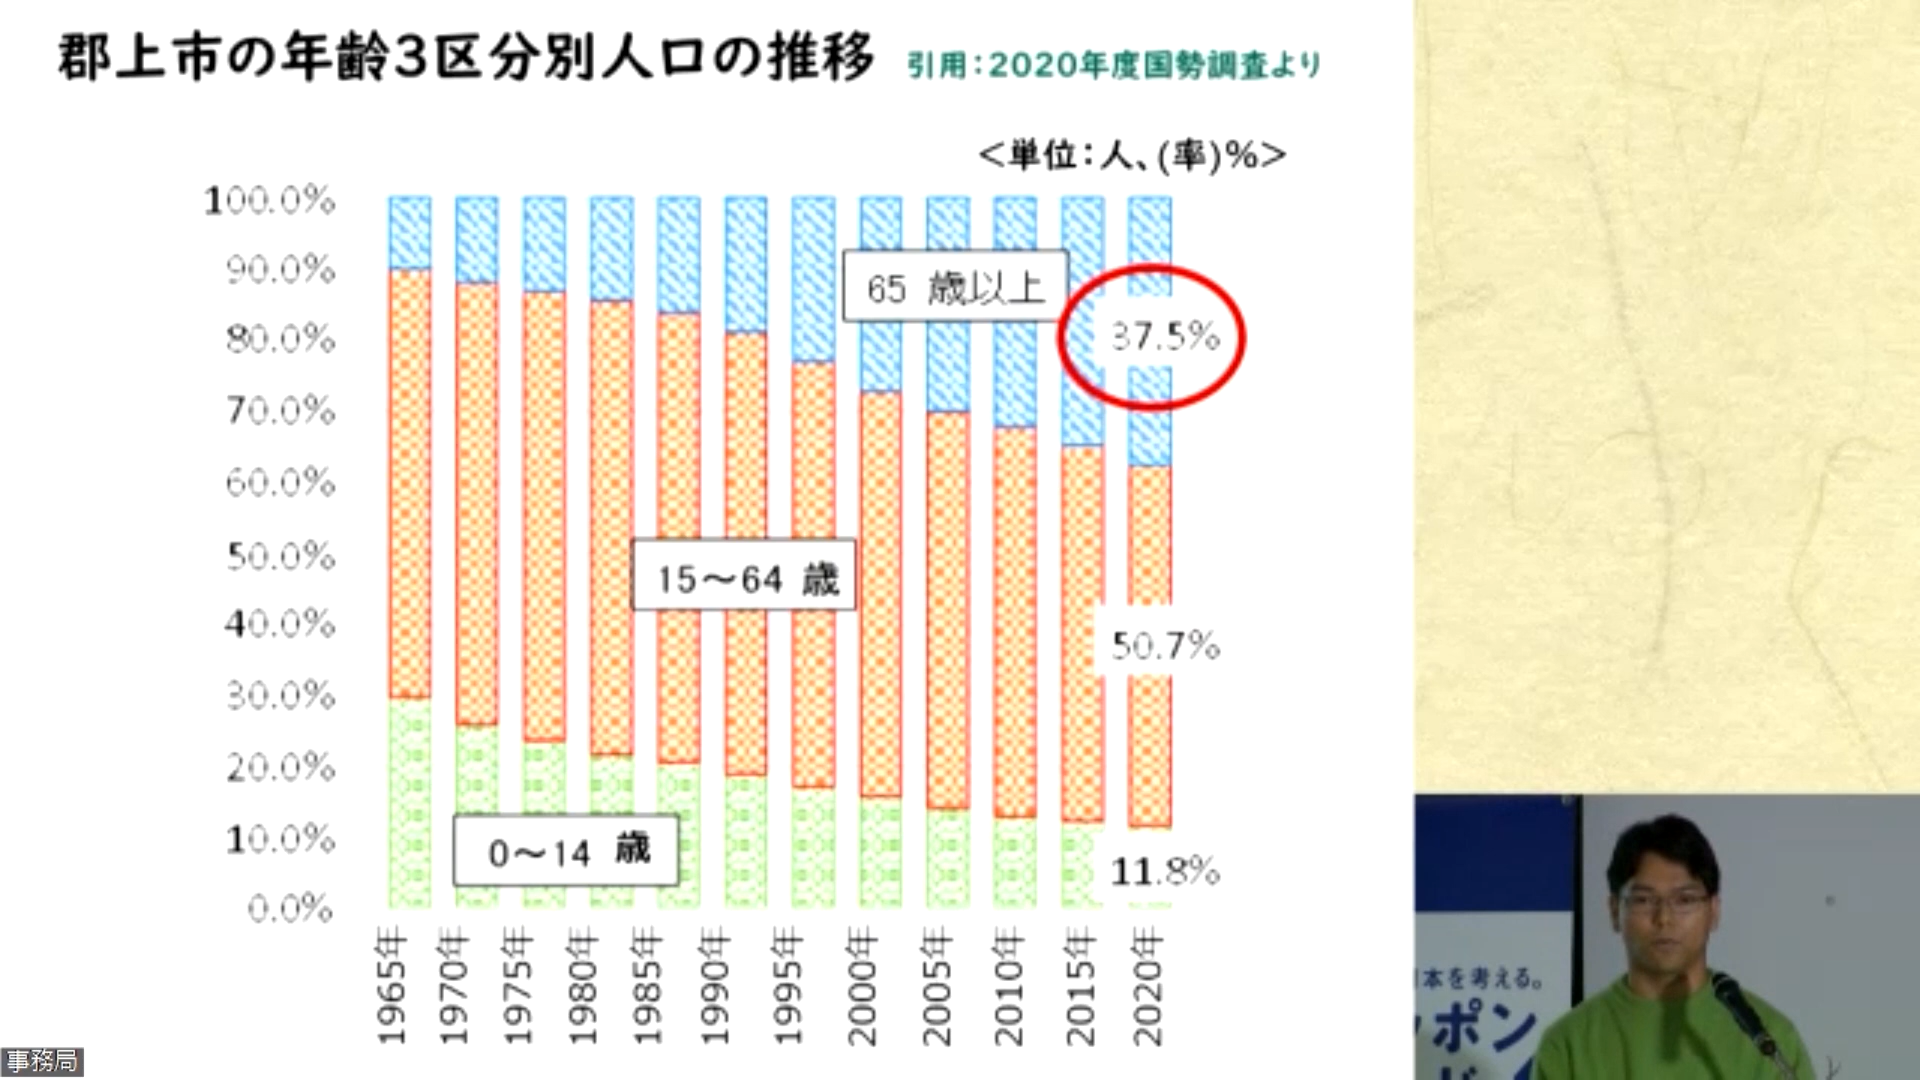 郡上市の年齢3区分別人口の推移 引用：2020年度国勢調査より
＜単位：人、(率)％＞
100.0%
90.0%
80.0%
70.0%
60.0%
50.0%
40.0%
30.0%
20.0%
10.0%
0.0%
65 歳以上
37.5%
15～64 歳
50.7%
0～14 歳
11.8%
1965年
1970年
1975年
1980年
1985年
1990年
1995年
2000年
2005年
2010年
2015年
2020年
事務局
本を考える。
ポン